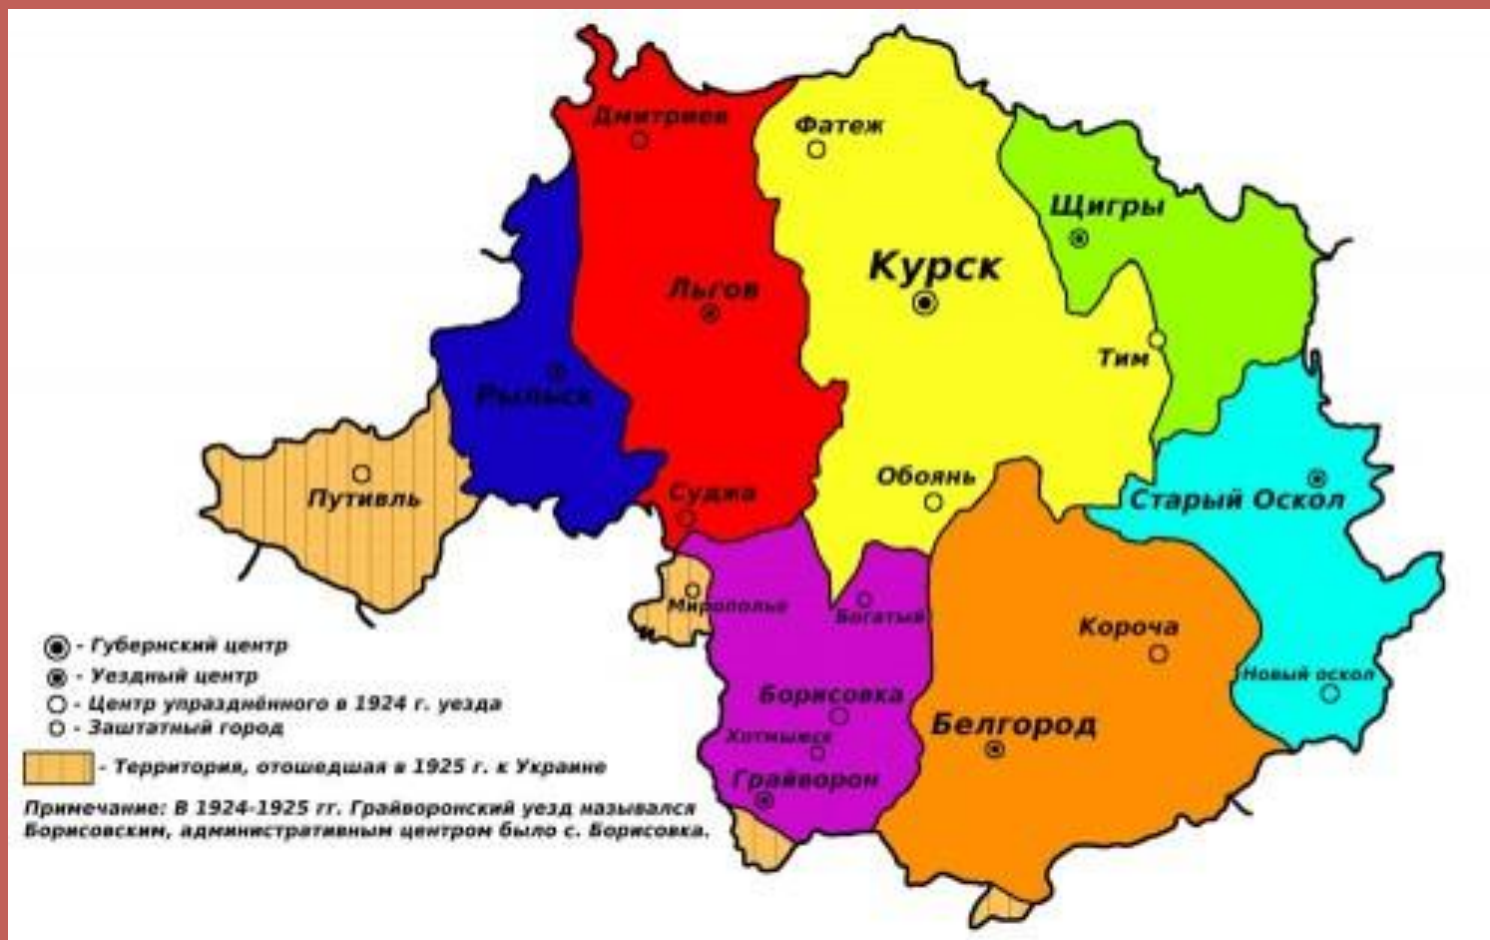 Дмитриев
Фатеж
Щигры
Курск
Льгов
Тим
Рыльск
Обоянь
Суджа
Путивль
Старый Оскол
Мирополье
Богатый
Короча
Новый оскол
Борисовка
Белгород
Хотмыжск
Грайворон
- Губернский центр
- Уездный центр
- Центр упразднённого в 1924 г. уезда
- Заштатный город
- Территория, отошедшая в 1925 г. к Украине
Примечание: В 1924-1925 гг. Грайворонский уезд назывался
Борисовским, административным центром было с. Борисовка.